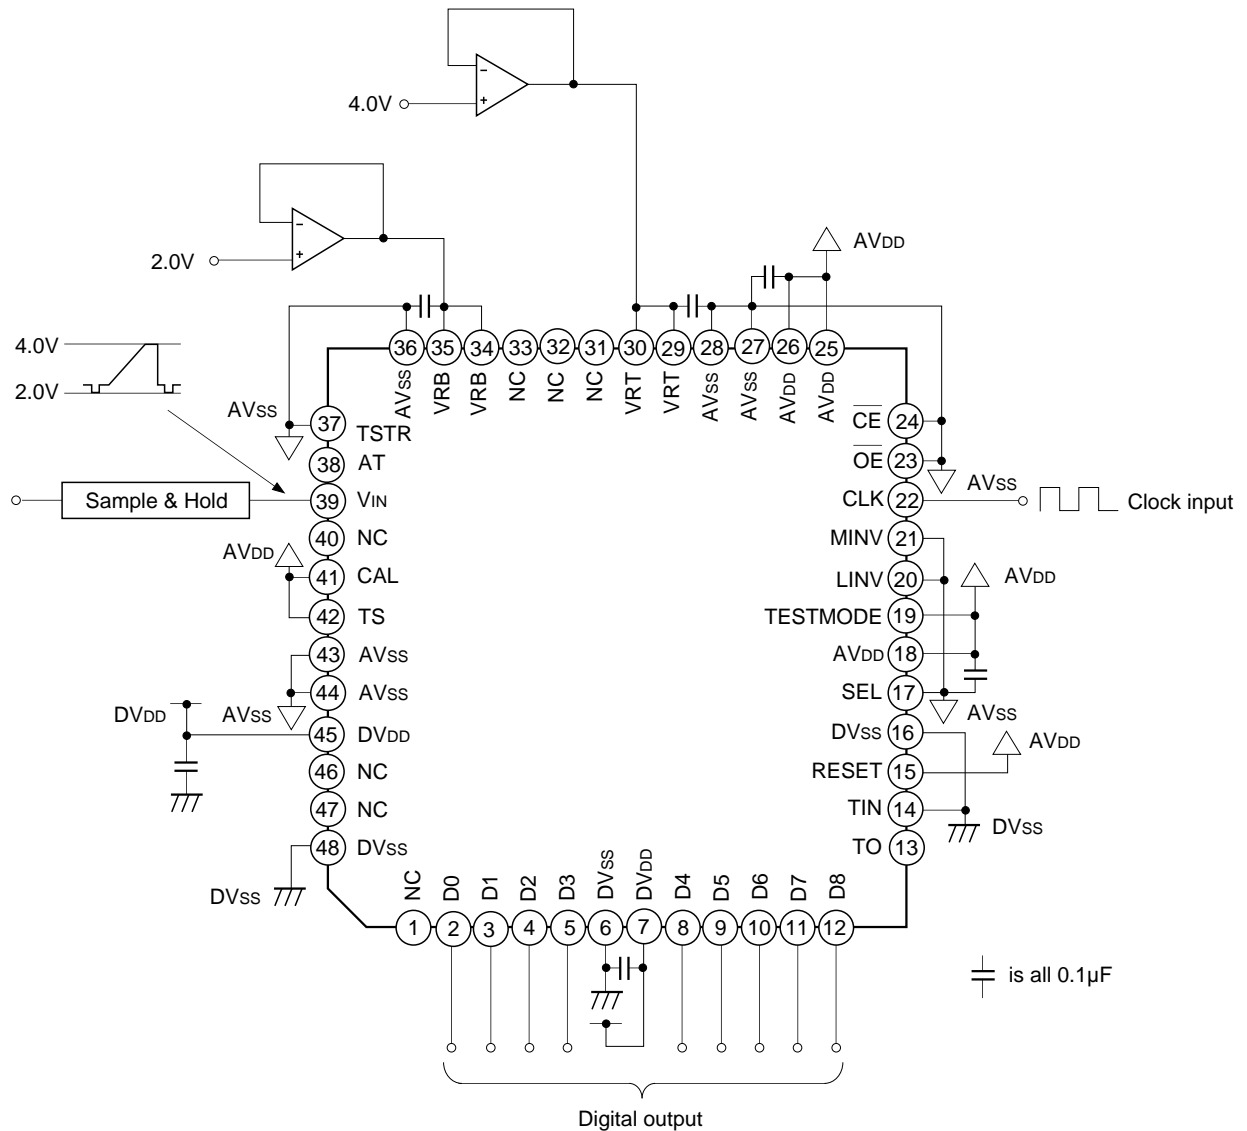 4.0V
−
+
2.0V
−
+
AVDD
4.0V
2.0V
36 35 34 33 32 31 30 29 28 27 26 25
AVSS VRB VRB NC NC NC VRT VRT AVSS AVSS AVDD AVDD
AVSS
37 TSTR
38 AT
Sample & Hold
39 VIN
40 NC
AVDD
41 CAL
42 TS
43 AVSS
44 AVSS
AVSS
DVDD
45 DVDD
46 NC
47 NC
48 DVSS
DVSS
CE 24
OE 23
AVSS
CLK 22
Clock input
MINV 21
LINV 20
AVDD
TESTMODE 19
AVDD 18
SEL 17
AVSS
DVSS 16
AVDD
RESET 15
TIN 14
DVSS
TO 13
NC D0 D1 D2 D3 DVSS DVDD D4 D5 D6 D7 D8
1 2 3 4 5 6 7 8 9 10 11 12
is all 0.1µF
Digital output